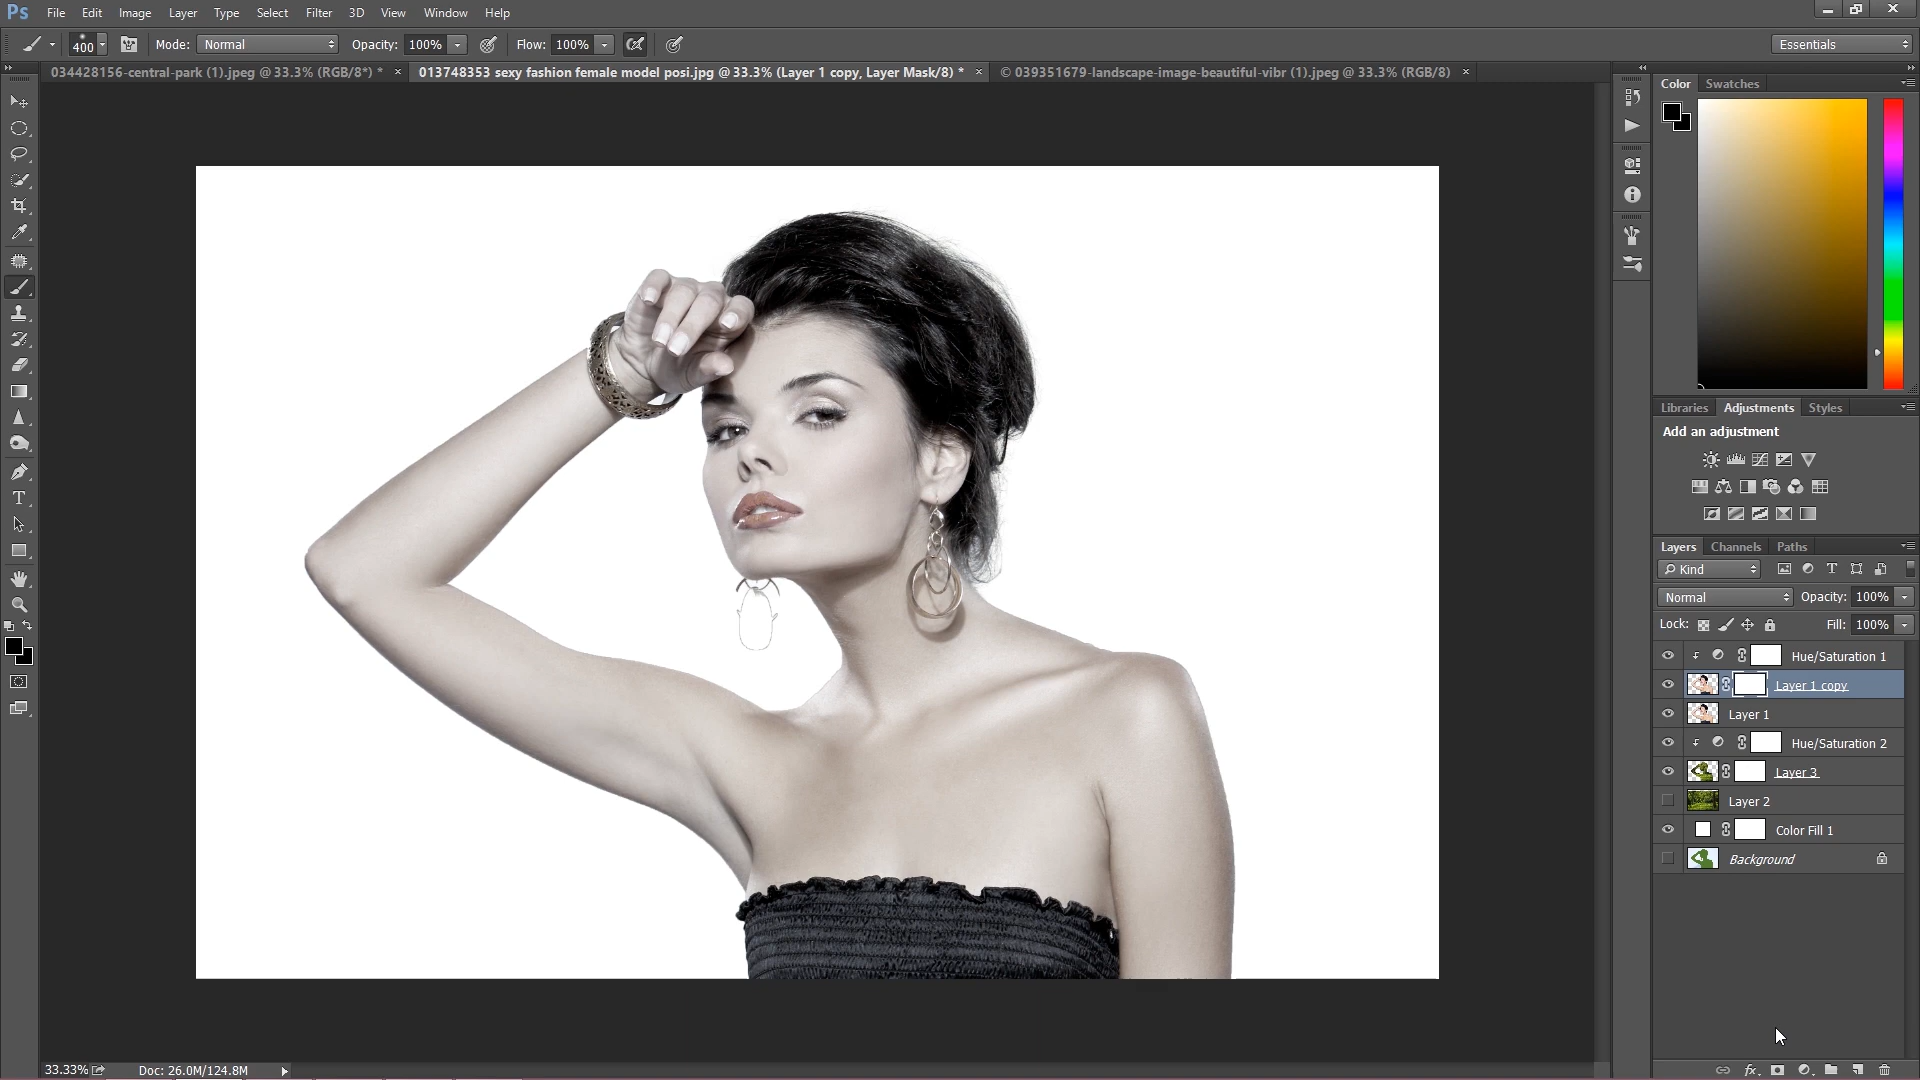 Ps File Edit Image Layer Type Select Filter 3D View Window Help
400 Mode: Normal Opacity: 100% Flow: 100% Essentials
034428156-central-park (1).jpeg @ 33.3% (RGB/8*) * × 013748353 sexy fashion female model posi.jpg @ 33.3% (Layer 1 copy, Layer Mask/8) * × © 039351679-landscape-image-beautiful-vibr (1).jpeg @ 33.3% (RGB/8) ×
Color Swatches
Libraries Adjustments Styles
Add an adjustment
Layers Channels Paths
Kind
Normal Opacity: 100%
Lock: Fill: 100%
Hue/Saturation 1
Layer 1 copy
Layer 1
Hue/Saturation 2
Layer 3
Layer 2
Color Fill 1
Background
33.33% Doc: 26.0M/124.8M
fx